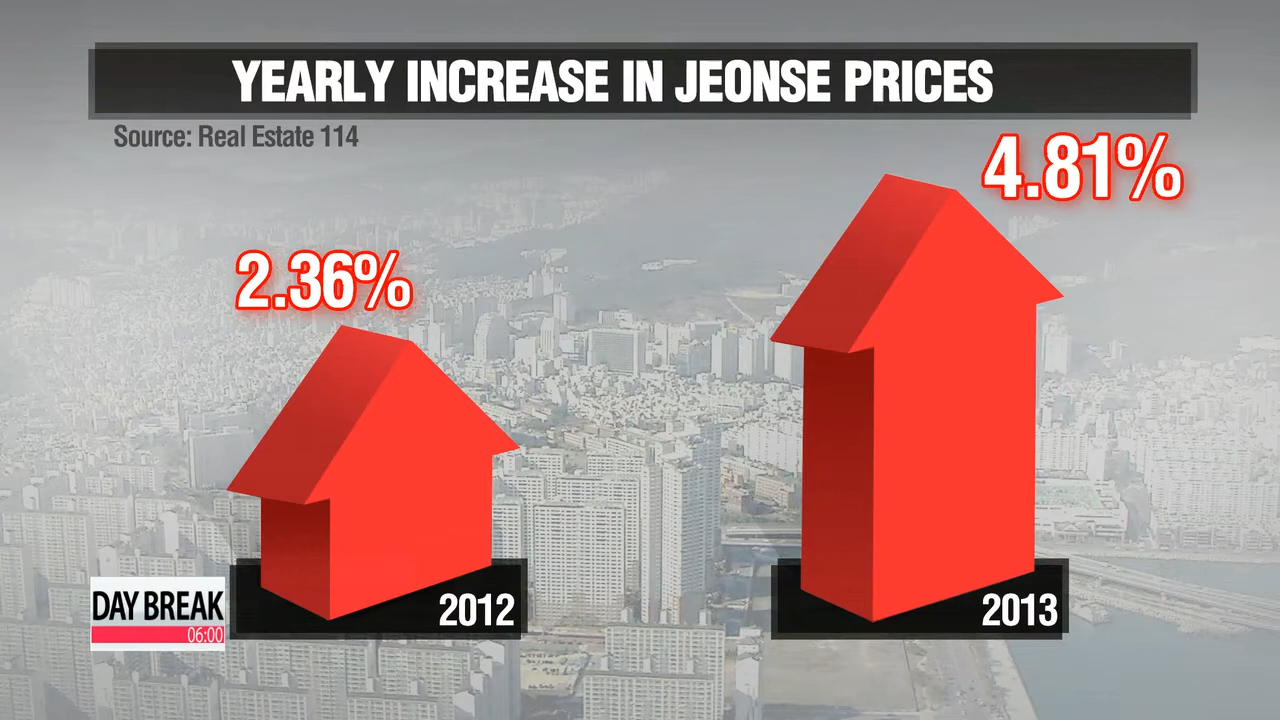 YEARLY INCREASE IN JEONSE PRICES
Source: Real Estate 114
4.81%
2.36%
DAY BREAK
06:00
2012
2013